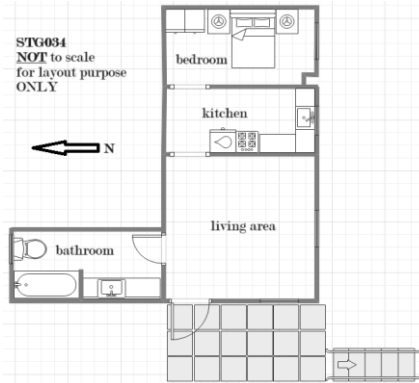 STG034
NOT to scale
for layout purpose
ONLY
bedroom
kitchen
N
living area
bathroom